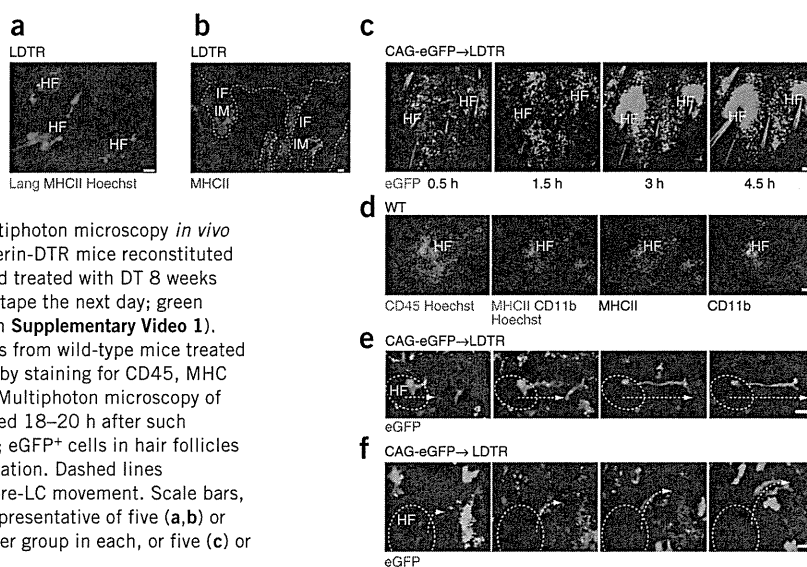 a
LDTR
HF
HF
HF
Lang MHCII Hoechst
b
LDTR
IF
IM
IF
IM
MHCII
c
CAG-eGFP→LDTR
HF HF
HF HF
HF HF
HF HF
eGFP 0.5 h 1.5 h 3 h 4.5 h
d
WT
HF HF HF HF
CD45 Hoechst MHCII CD11b Hoechst MHCII CD11b
e
CAG-eGFP→LDTR
HF
eGFP
f
CAG-eGFP→ LDTR
HF
eGFP
tiphoton microscopy in vivo
erin-DTR mice reconstituted
d treated with DT 8 weeks
tape the next day; green
n Supplementary Video 1).
s from wild-type mice treated
by staining for CD45, MHC
Multiphoton microscopy of
ed 18–20 h after such
; eGFP+ cells in hair follicles
ation. Dashed lines
re-LC movement. Scale bars,
presentative of five (a,b) or
er group in each, or five (c) or